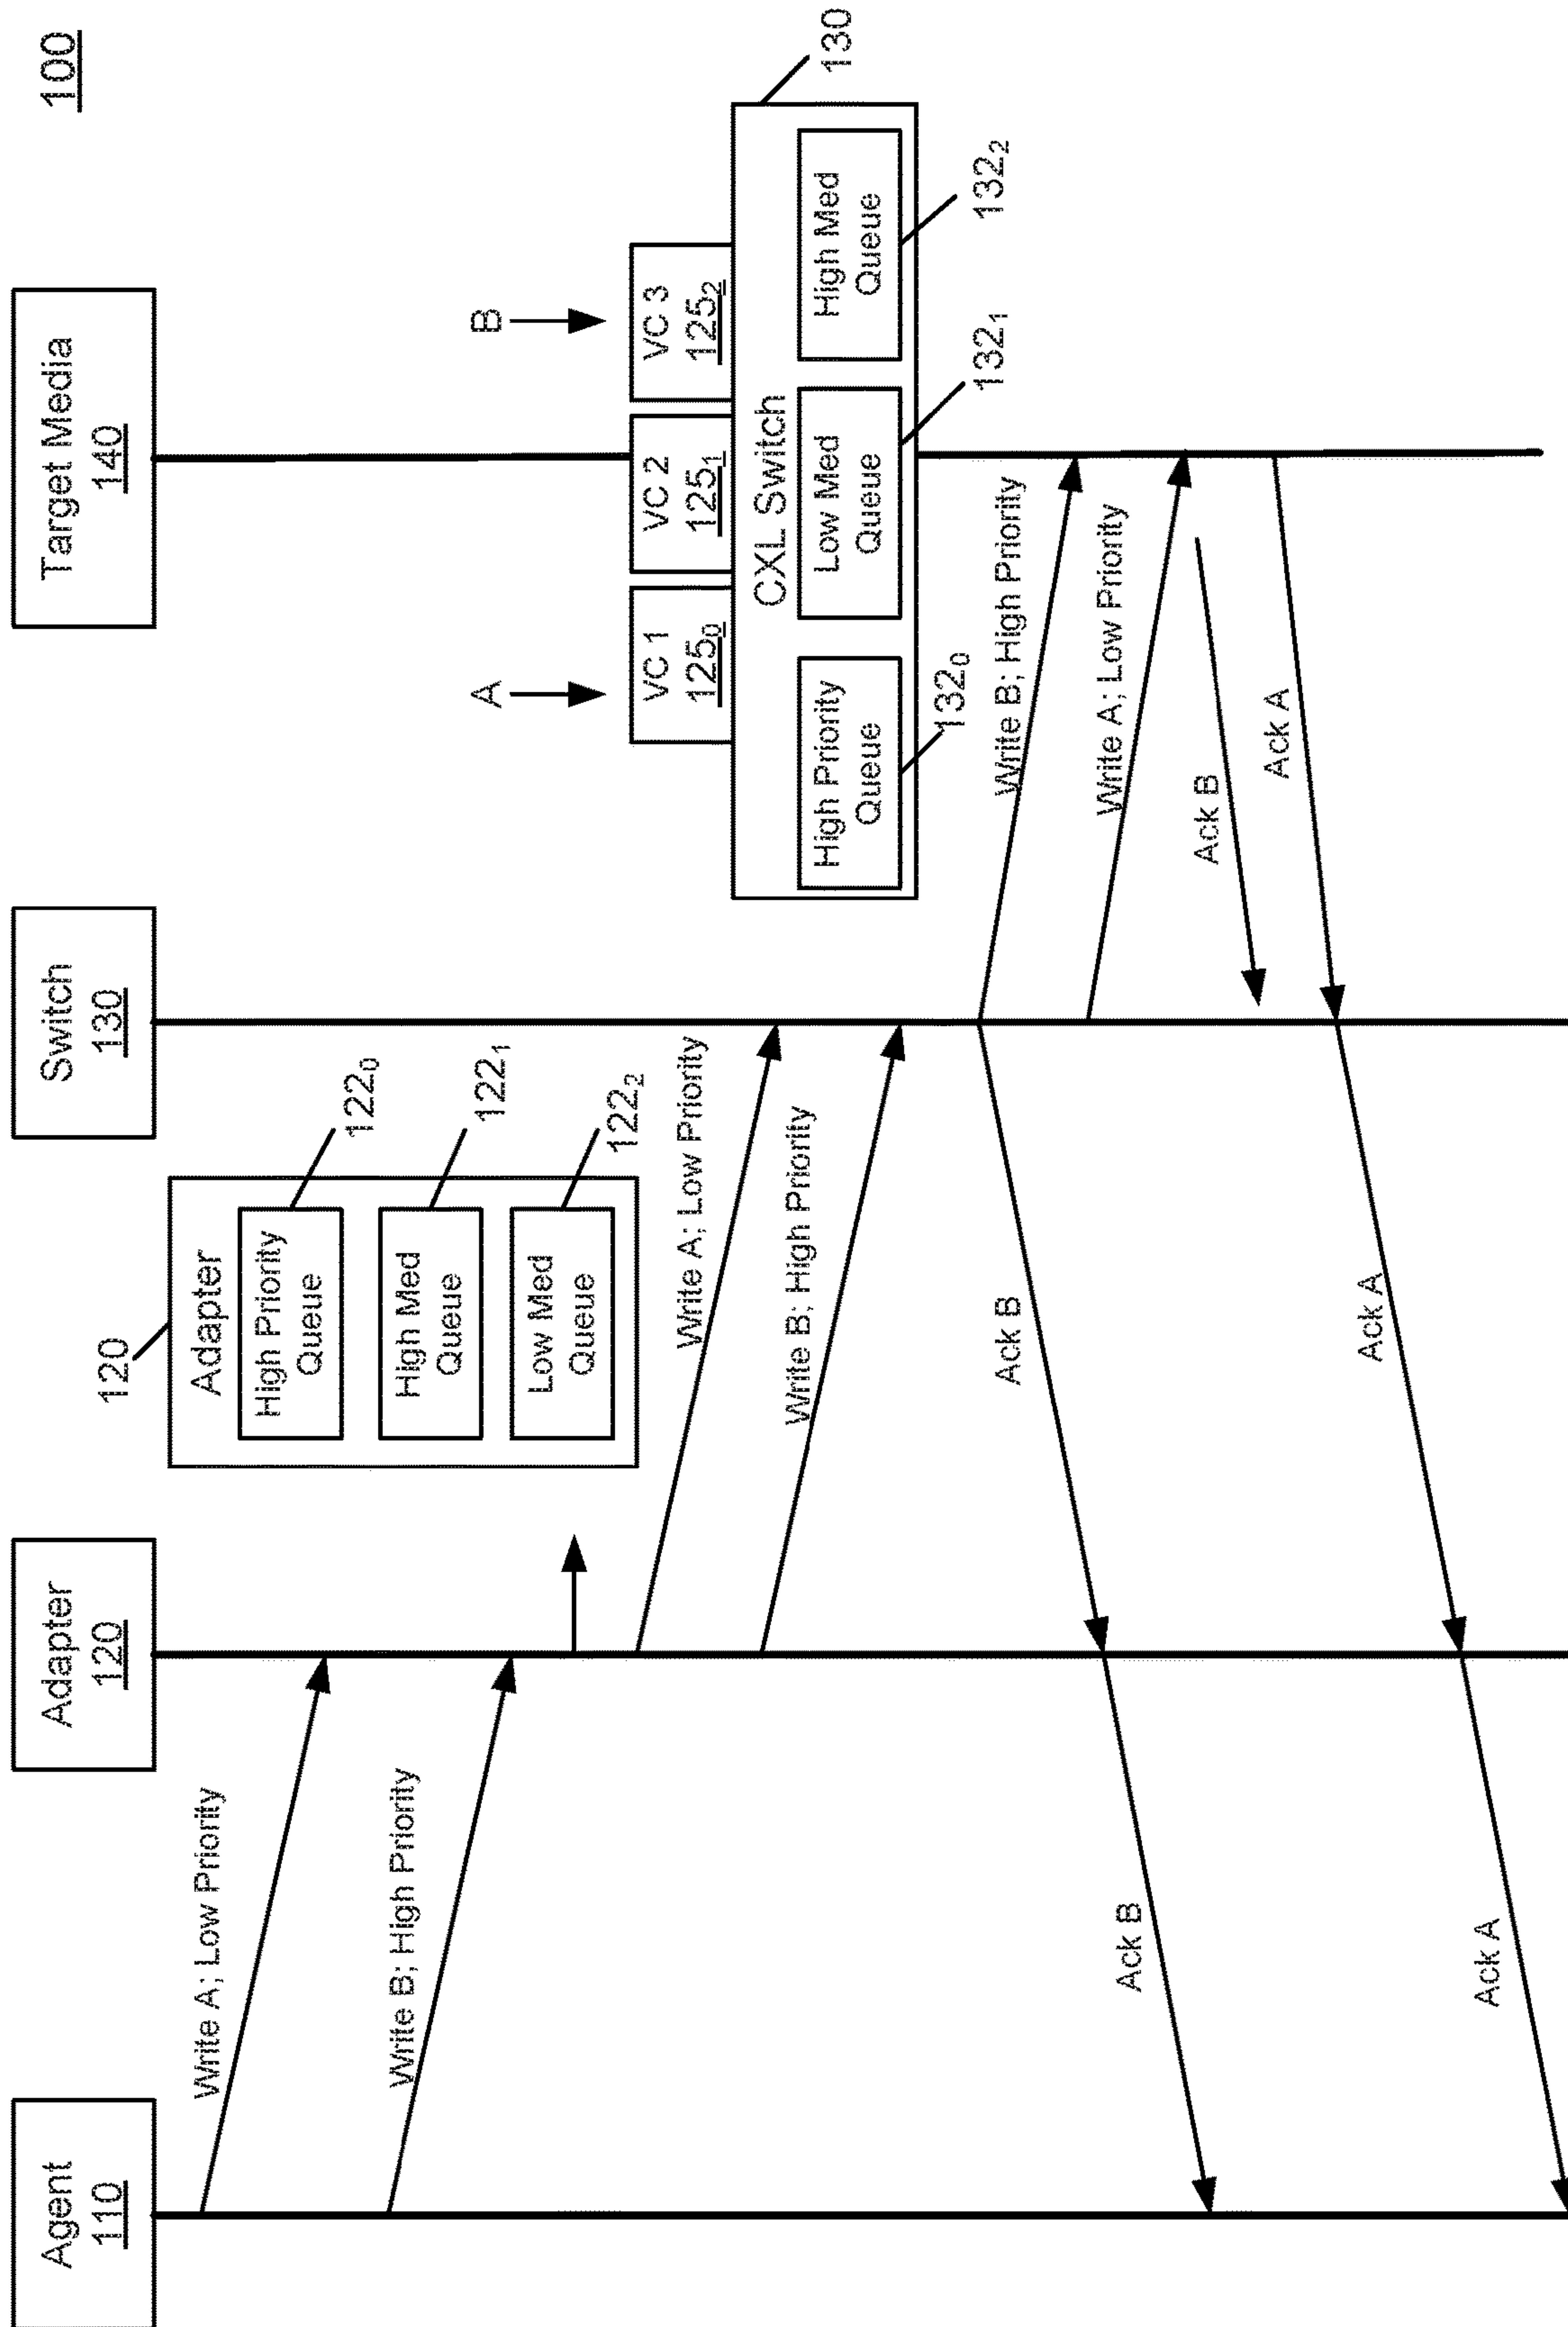 100
Agent
110
Adapter
120
Switch
130
Target Media
140
Write A; Low Priority
Write B; High Priority
120
Adapter
High Priority
Queue
122₀
High Med
Queue
122₁
Low Med
Queue
122₂
Write A; Low Priority
Write B; High Priority
A
B
VC 1
125₀
VC 2
125₁
VC 3
125₂
CXL Switch
130
High Priority
Queue
132₀
Low Med
Queue
132₁
High Med
Queue
132₂
Write B; High Priority
Write A; Low Priority
Ack B
Ack B
Ack B
Ack A
Ack A
Ack A